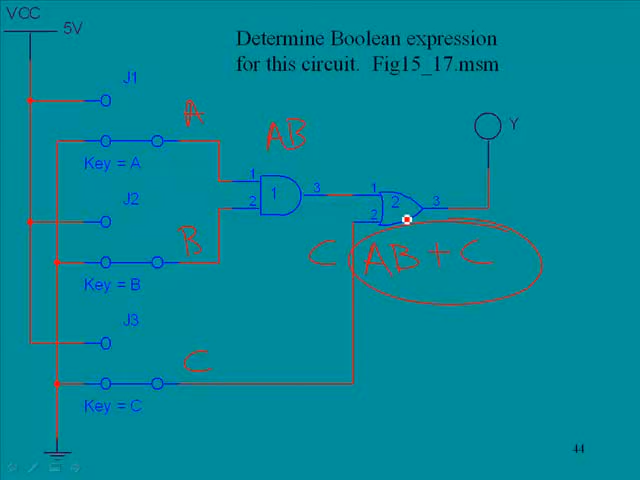 VCC
5V
Determine Boolean expression
for this circuit. Fig15_17.msm
J1
A
AB
Y
Key = A
1
3
1
1
2
3
2
2
J2
B
C
AB + C
Key = B
J3
C
Key = C
44